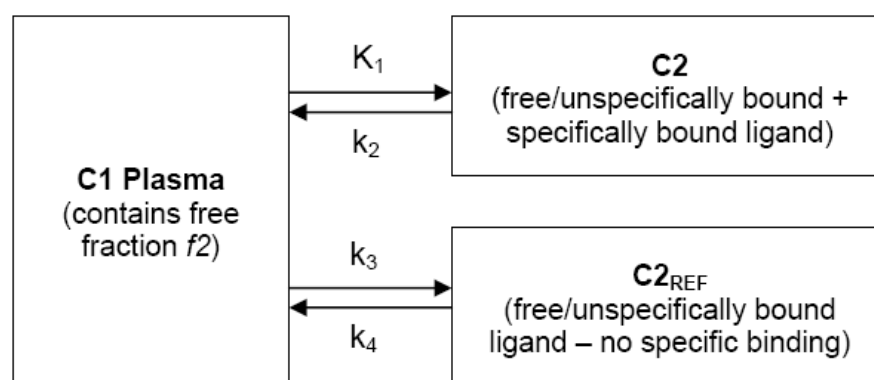 C1 Plasma
(contains free
fraction f2)
K₁
k₂
C2
(free/unspecifically bound +
specifically bound ligand)
k₃
k₄
C2REF
(free/unspecifically bound
ligand – no specific binding)